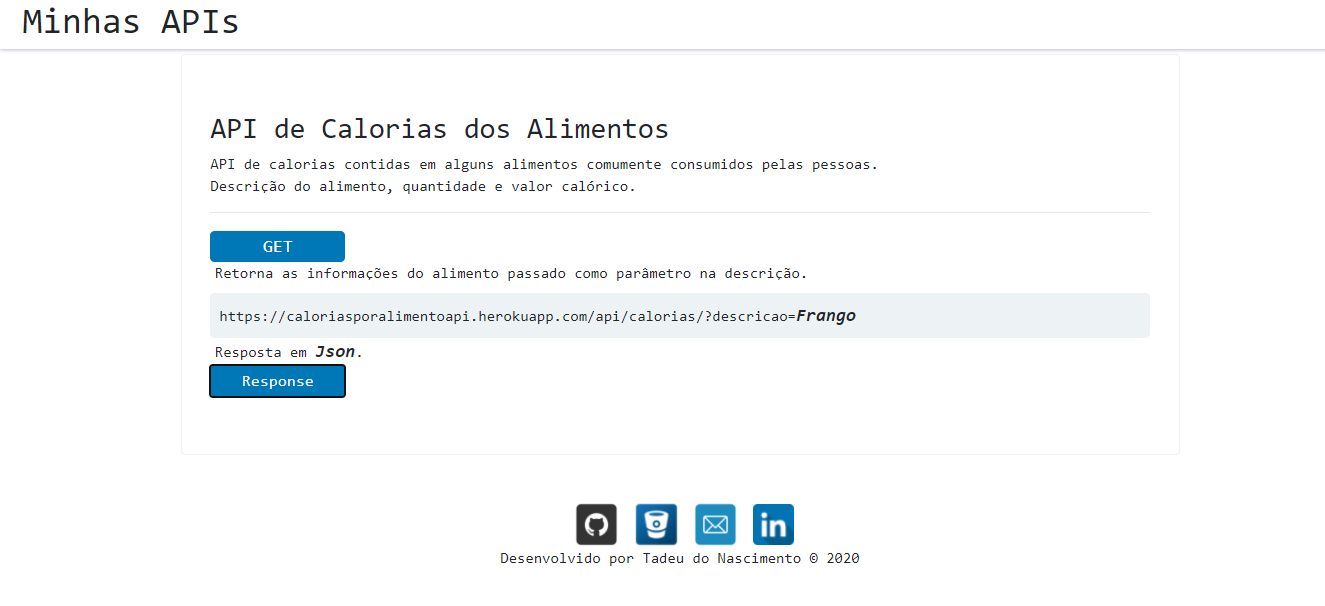 Minhas APIs
API de Calorias dos Alimentos
API de calorias contidas em alguns alimentos comumente consumidos pelas pessoas.
Descrição do alimento, quantidade e valor calórico.
GET
Retorna as informações do alimento passado como parâmetro na descrição.
https://caloriasporalimentoapi.herokuapp.com/api/calorias/?descricao=Frango
Resposta em Json.
Response
in
Desenvolvido por Tadeu do Nascimento © 2020